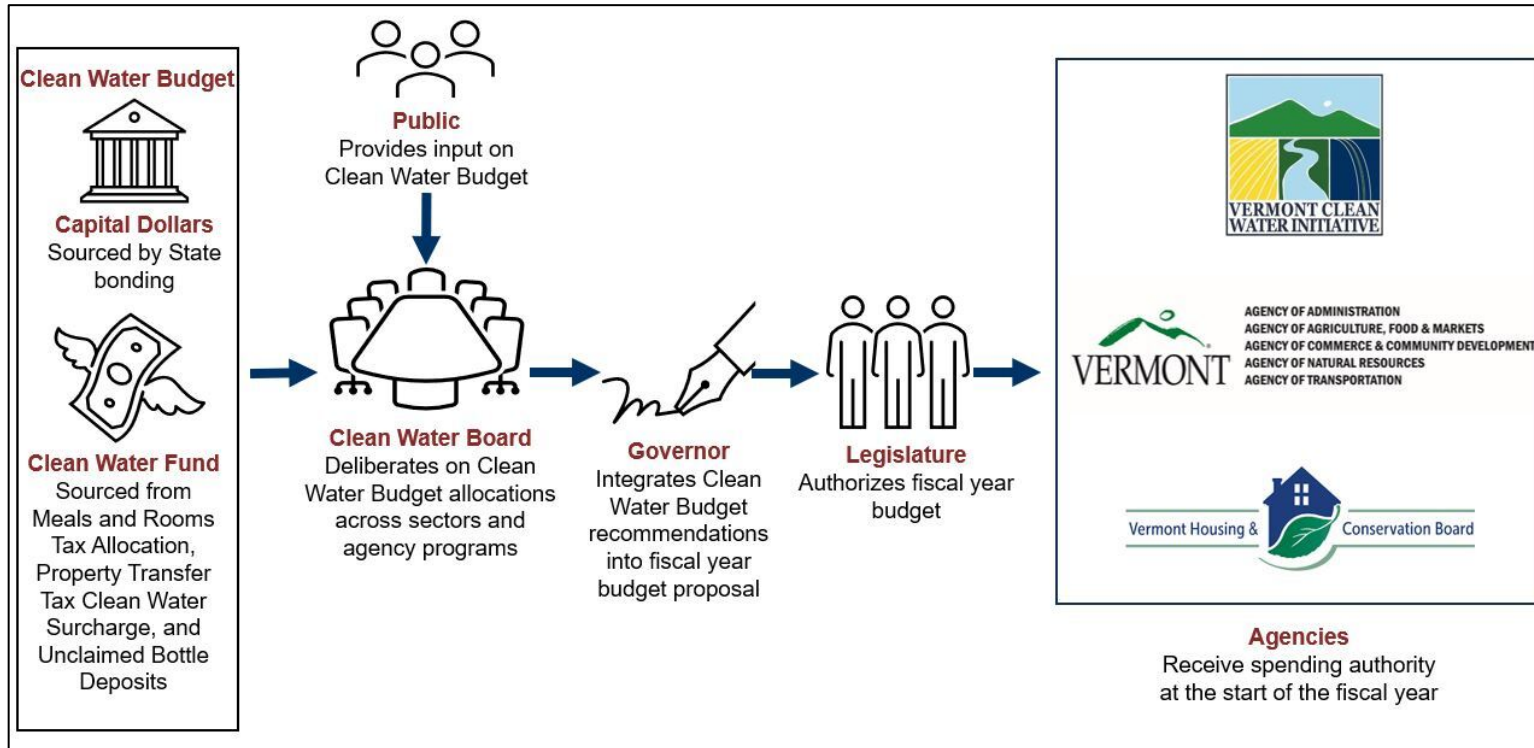 Clean Water Budget
Capital Dollars
Sourced by State
bonding
Clean Water Fund
Sourced from
Meals and Rooms
Tax Allocation,
Property Transfer
Tax Clean Water
Surcharge, and
Unclaimed Bottle
Deposits
Public
Provides input on
Clean Water Budget
Clean Water Board
Deliberates on Clean
Water Budget allocations
across sectors and
agency programs
Governor
Integrates Clean
Water Budget
recommendations
into fiscal year
budget proposal
Legislature
Authorizes fiscal year
budget
VERMONT CLEAN
WATER INITIATIVE
VERMONT
AGENCY OF ADMINISTRATION
AGENCY OF AGRICULTURE, FOOD & MARKETS
AGENCY OF COMMERCE & COMMUNITY DEVELOPMENT
AGENCY OF NATURAL RESOURCES
AGENCY OF TRANSPORTATION
Vermont Housing & Conservation Board
Agencies
Receive spending authority
at the start of the fiscal year